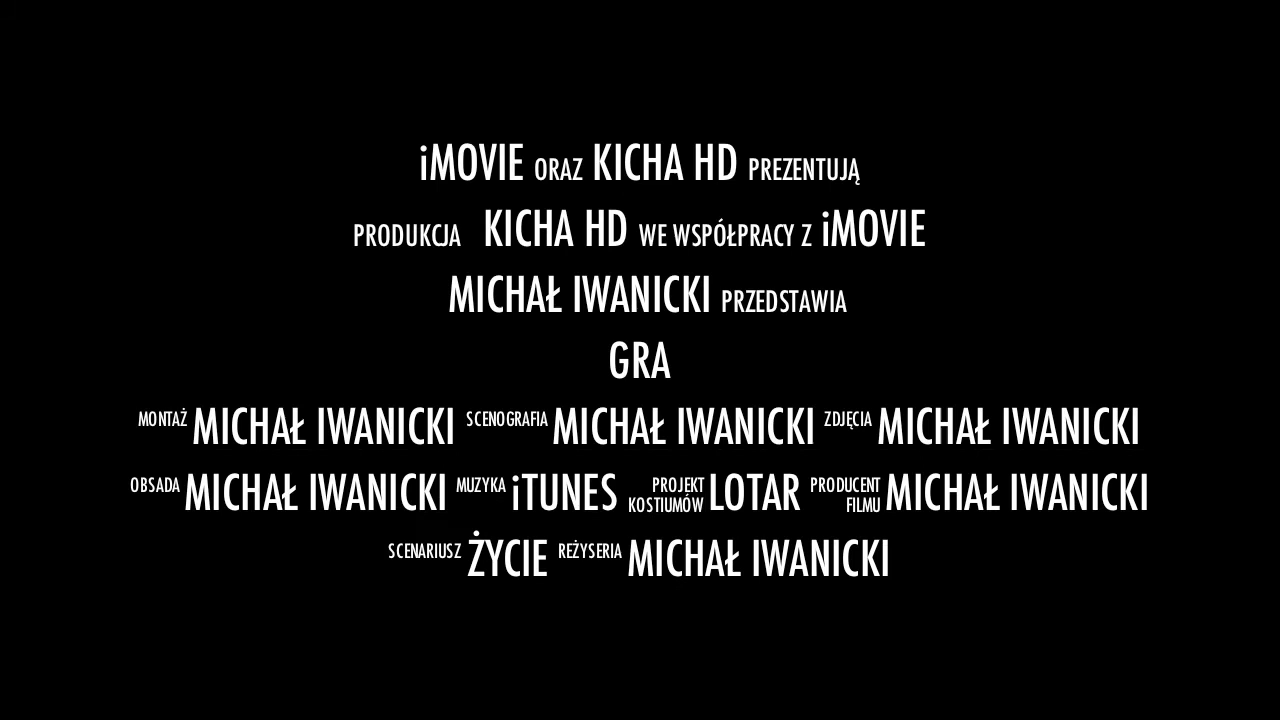 iMOVIE ORAZ KICHA HD PREZENTUJĄ
PRODUKCJA KICHA HD WE WSPÓŁPRACY Z iMOVIE
MICHAŁ IWANICKI PRZEDSTAWIA
GRA
MONTAŻ MICHAŁ IWANICKI SCENOGRAFIA MICHAŁ IWANICKI ZDJĘCIA MICHAŁ IWANICKI
OBSADA MICHAŁ IWANICKI MUZYKA iTUNES PROJEKT KOSTIUMÓW LOTAR PRODUCENT FILMU MICHAŁ IWANICKI
SCENARIUSZ ŻYCIE REŻYSERIA MICHAŁ IWANICKI